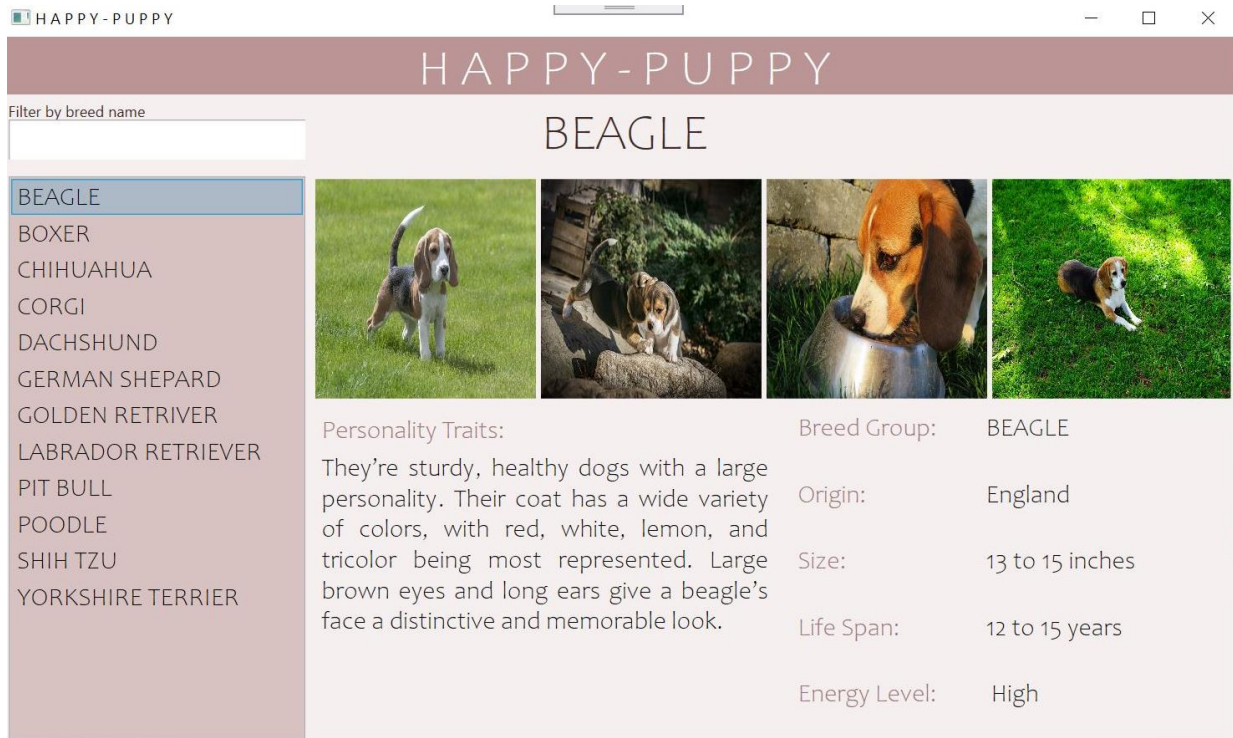 HAPPY-PUPPY
HAPPY-PUPPY
Filter by breed name
BEAGLE
BOXER
CHIHUAHUA
CORGI
DACHSHUND
GERMAN SHEPARD
GOLDEN RETRIVER
LABRADOR RETRIEVER
PIT BULL
POODLE
SHIH TZU
YORKSHIRE TERRIER
BEAGLE
Personality Traits:
They’re sturdy, healthy dogs with a large
personality. Their coat has a wide variety
of colors, with red, white, lemon, and
tricolor being most represented. Large
brown eyes and long ears give a beagle’s
face a distinctive and memorable look.
Breed Group: BEAGLE
Origin: England
Size: 13 to 15 inches
Life Span: 12 to 15 years
Energy Level: High